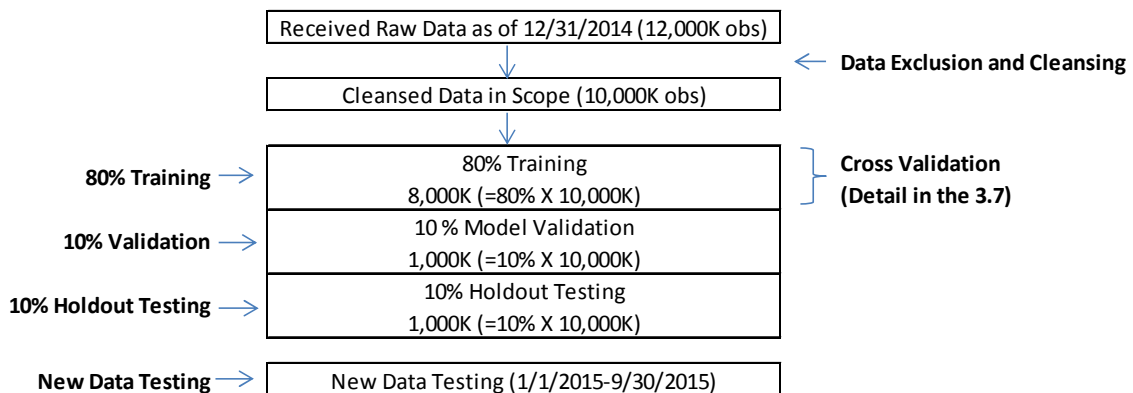 Received Raw Data as of 12/31/2014 (12,000K obs)
Data Exclusion and Cleansing
Cleansed Data in Scope (10,000K obs)
80% Training
80% Training
8,000K (=80% X 10,000K)
Cross Validation
(Detail in the 3.7)
10% Validation
10 % Model Validation
1,000K (=10% X 10,000K)
10% Holdout Testing
10% Holdout Testing
1,000K (=10% X 10,000K)
New Data Testing
New Data Testing (1/1/2015-9/30/2015)